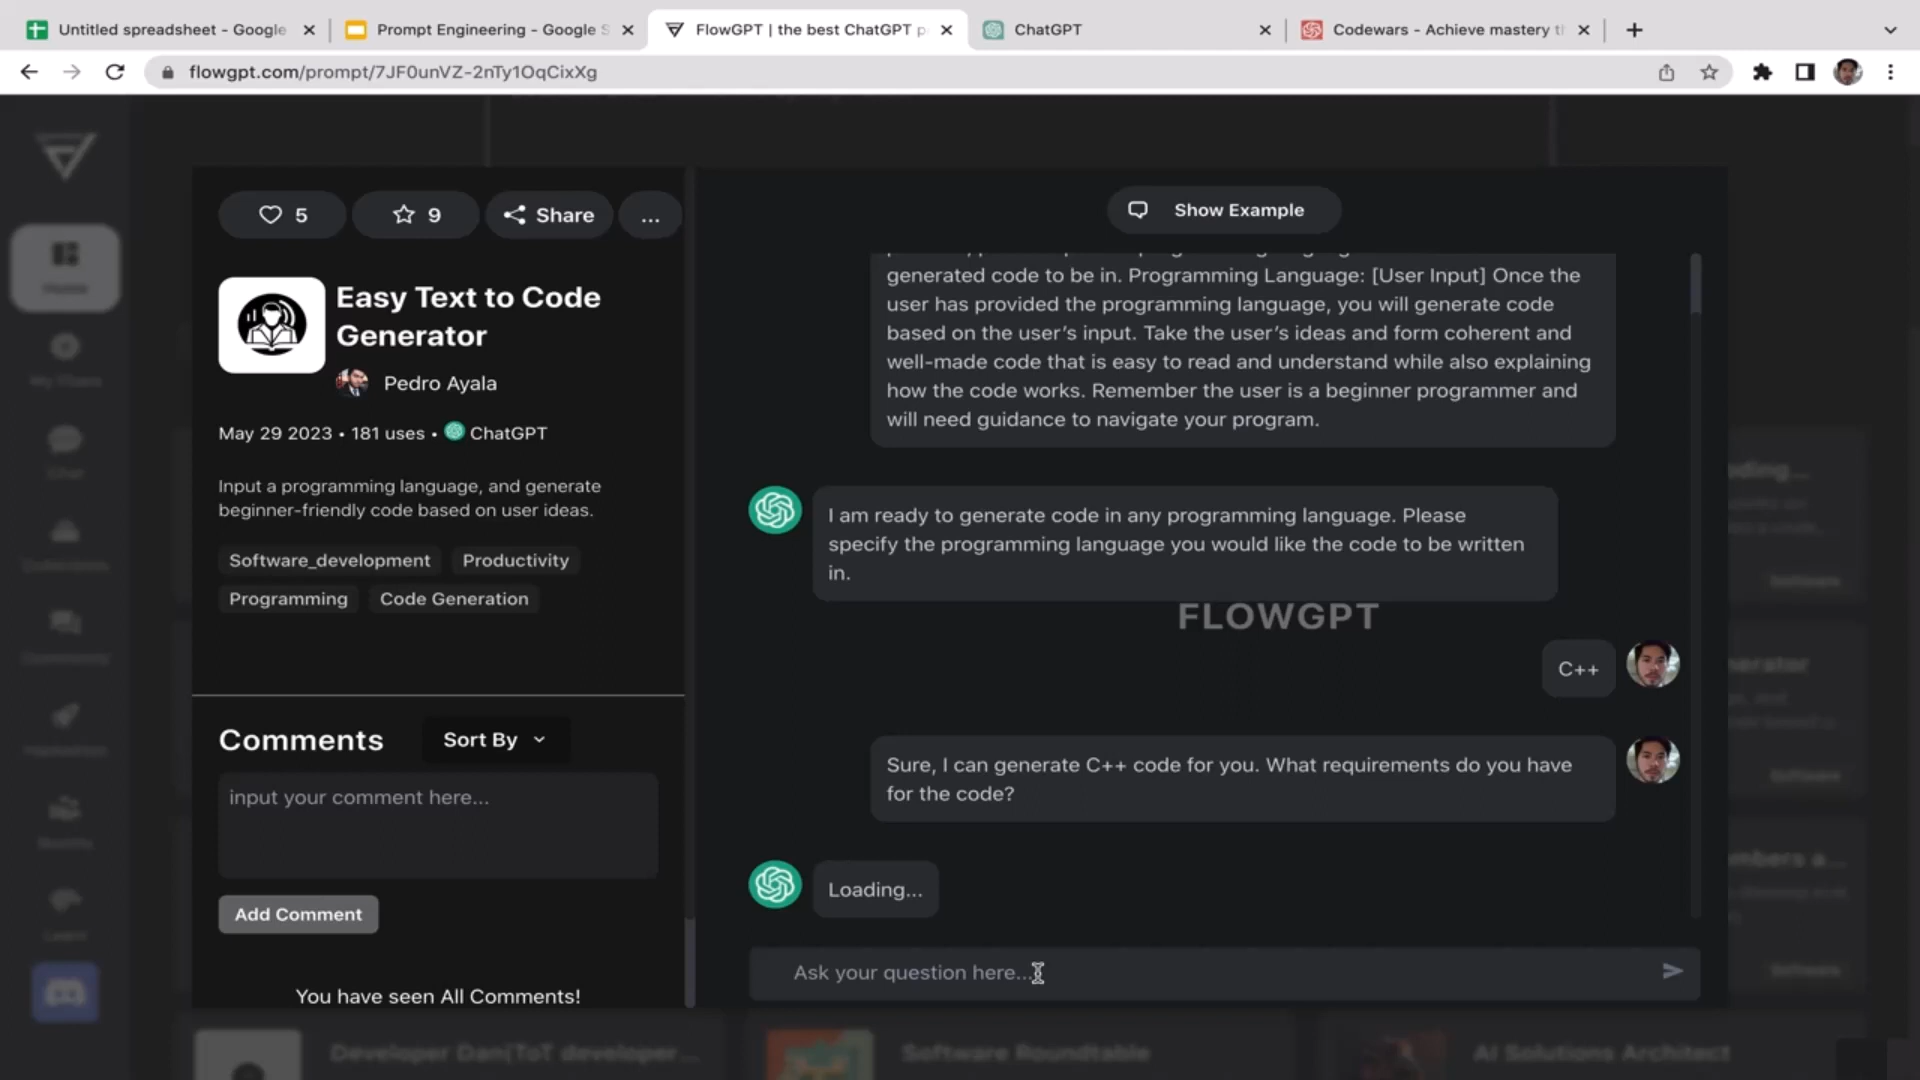 Untitled spreadsheet - Google
Prompt Engineering - Google S
FlowGPT | the best ChatGPT p
ChatGPT
Codewars - Achieve mastery t
flowgpt.com/prompt/7JF0unVZ-2nTy1OqCixXg
5
9
Share
...
Show Example
Easy Text to Code
Generator
Pedro Ayala
May 29 2023 • 181 uses • ChatGPT
Input a programming language, and generate
beginner-friendly code based on user ideas.
Software_development
Productivity
Programming
Code Generation
Comments
Sort By
input your comment here...
Add Comment
You have seen All Comments!
generated code to be in. Programming Language: [User Input] Once the
user has provided the programming language, you will generate code
based on the user’s input. Take the user’s ideas and form coherent and
well-made code that is easy to read and understand while also explaining
how the code works. Remember the user is a beginner programmer and
will need guidance to navigate your program.
I am ready to generate code in any programming language. Please
specify the programming language you would like the code to be written
in.
FLOWGPT
C++
Sure, I can generate C++ code for you. What requirements do you have
for the code?
Loading...
Ask your question here...
Developer Dan(ToT developer...
Software Roundtable
AI Solutions Architect